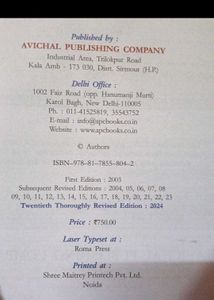 Published by :
AVICHAL PUBLISHING COMPANY
Industrial Area, Trilokpur Road
Kala Amb - 173 030, Distt. Sirmour (H.P.)
Delhi Office :
1002 Faiz Road (opp. Hanumanji Murti)
Karol Bagh, New Delhi-110005
Ph. : 011-41525819, 35543752
E-mail : info@apcbooks.co.in
Website : www.apcbooks.co.in
© Authors
ISBN-978-81-7855-804-2
First Edition : 2003
Subsequent Revised Editions : 2004, 05, 06, 07, 08
09, 10, 11, 12, 13, 14, 15, 16, 17, 18, 19, 20, 21, 22, 23
Twentieth Thoroughly Revised Edition : 2024
Price : ₹750.00
Laser Typeset at :
Roma Press
Printed at :
Shree Maitrey Printech Pvt. Ltd.
Noida